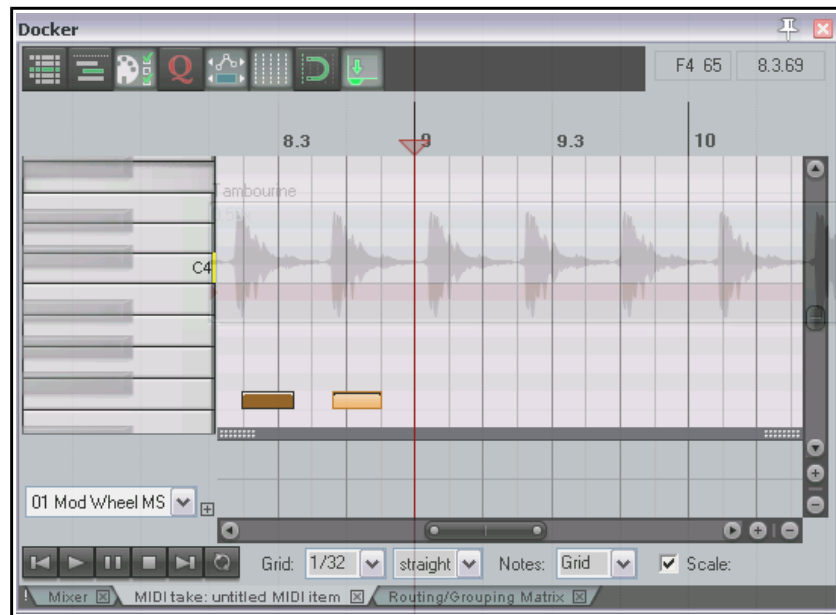 Docker
Q
F4 65 8.3.69
8.3 9 9.3 10
Tambourine
C4
01 Mod Wheel MS
Grid: 1/32 straight Notes: Grid Scale:
! Mixer MIDI take: untitled MIDI item Routing/Grouping Matrix